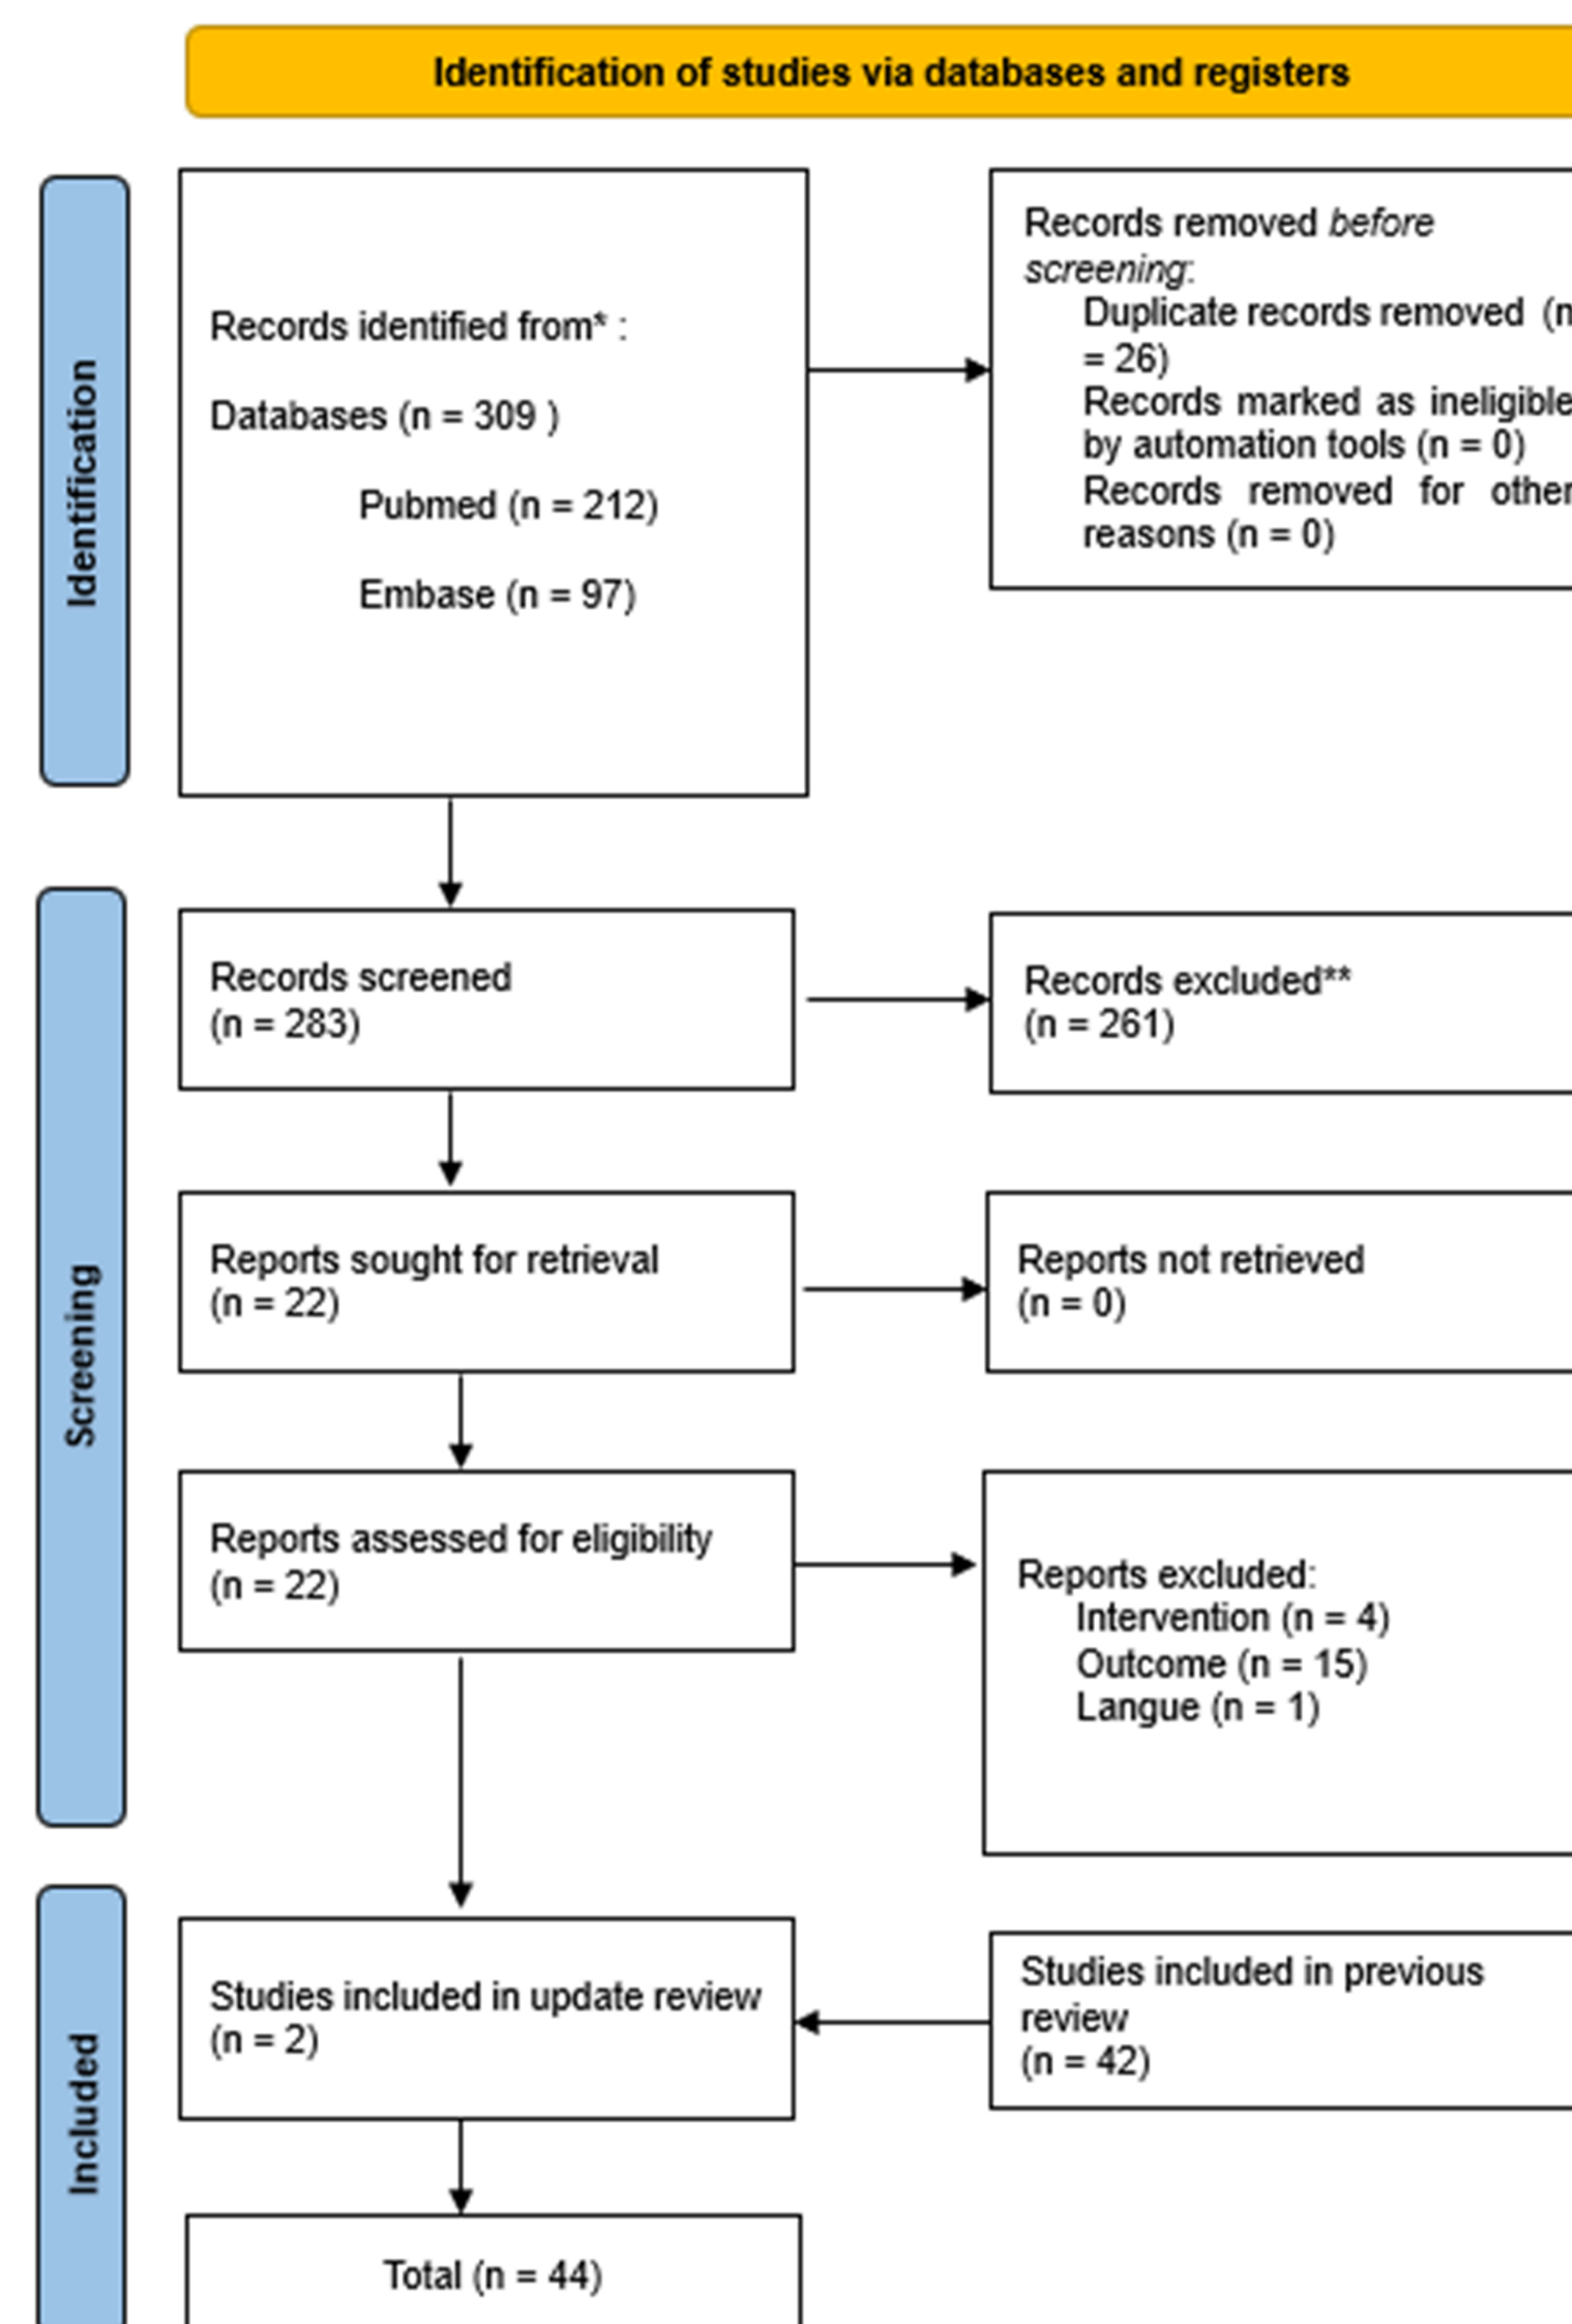 Identification of studies via databases and registers
Identification
Records identified from* :
Databases (n = 309 )
Pubmed (n = 212)
Embase (n = 97)
Records removed before
screening:
Duplicate records removed (n
= 26)
Records marked as ineligible
by automation tools (n = 0)
Records removed for other
reasons (n = 0)
Screening
Records screened
(n = 283)
Records excluded**
(n = 261)
Reports sought for retrieval
(n = 22)
Reports not retrieved
(n = 0)
Reports assessed for eligibility
(n = 22)
Reports excluded:
Intervention (n = 4)
Outcome (n = 15)
Langue (n = 1)
Included
Studies included in update review
(n = 2)
Studies included in previous
review
(n = 42)
Total (n = 44)